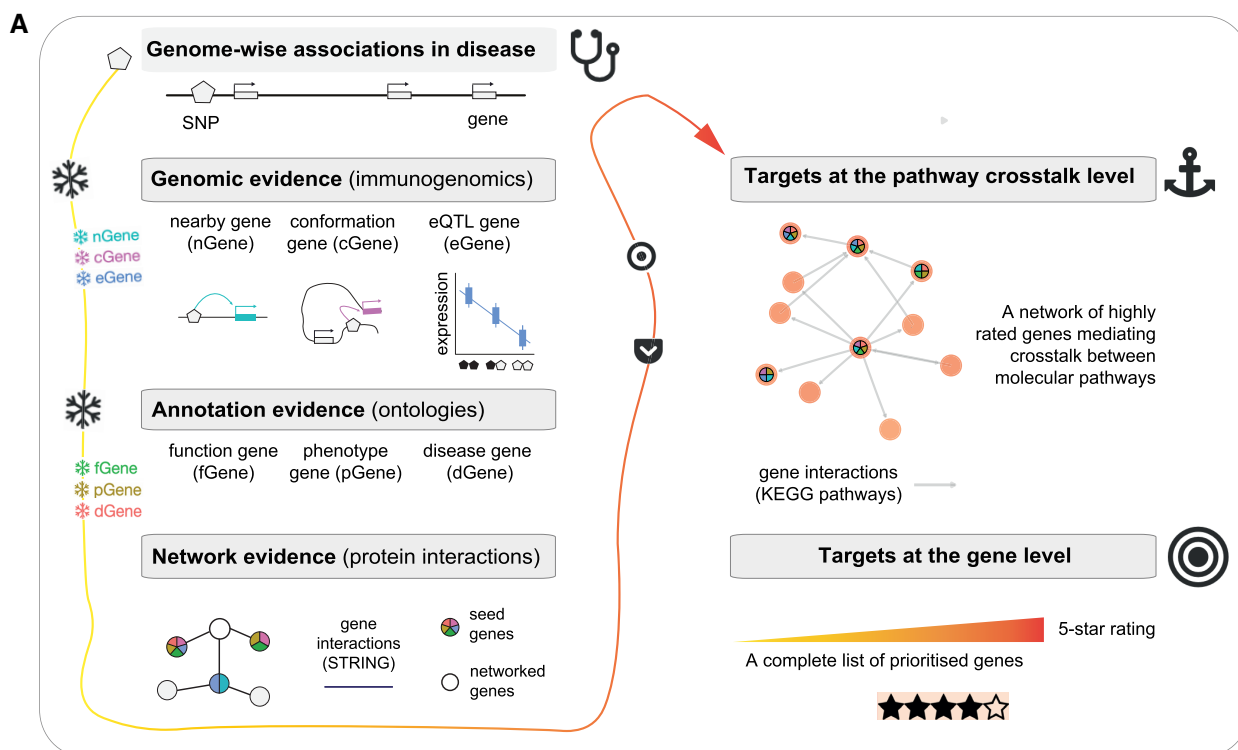 A
Genome-wise associations in disease
SNP
gene
Genomic evidence (immunogenomics)
nearby gene
(nGene)
conformation
gene (cGene)
eQTL gene
(eGene)
nGene
cGene
eGene
expression
Annotation evidence (ontologies)
function gene
(fGene)
phenotype
gene (pGene)
disease gene
(dGene)
fGene
pGene
dGene
Network evidence (protein interactions)
gene
interactions
(STRING)
seed
genes
networked
genes
Targets at the pathway crosstalk level
A network of highly
rated genes mediating
crosstalk between
molecular pathways
gene interactions
(KEGG pathways)
Targets at the gene level
5-star rating
A complete list of prioritised genes